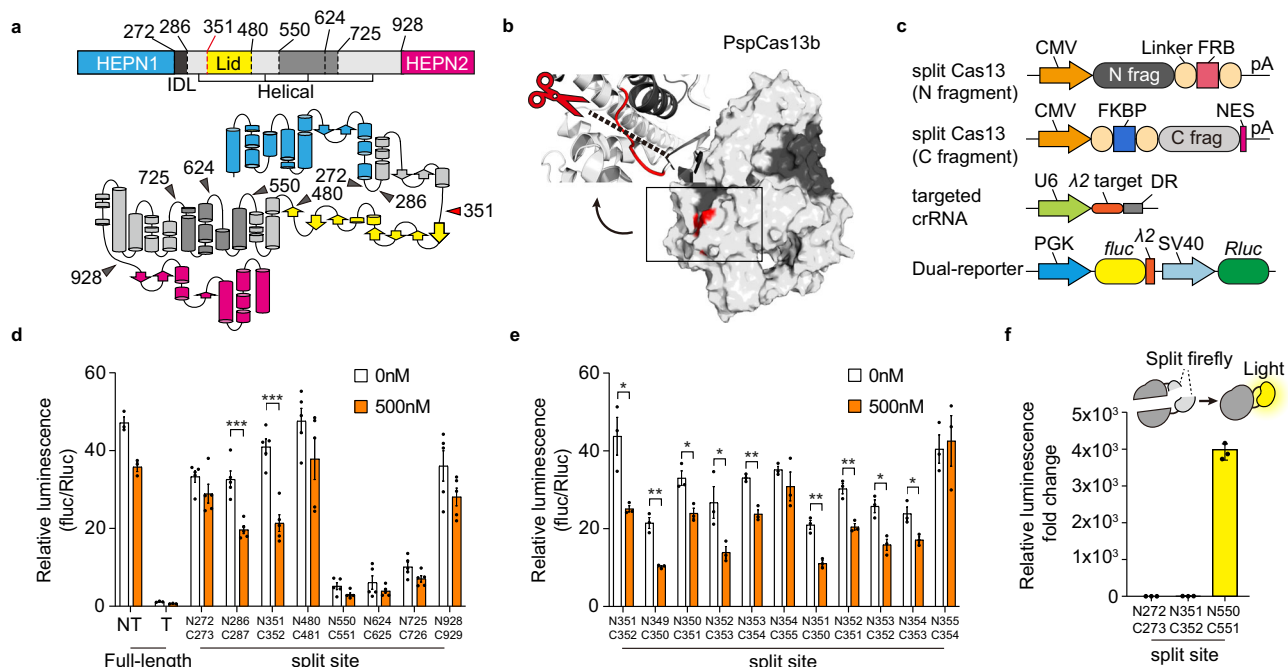 a
272 286 351 480 550 624 725 928
HEPN1 Lid HEPN2
IDL Helical
725 624 550 272 286 480 351
928
b
PspCas13b
c
CMV Linker FRB
split Cas13 N frag pA
(N fragment)
CMV FKBP NES
split Cas13 C frag pA
(C fragment)
U6 λ2 target DR
targeted
crRNA
PGK fluc λ2 SV40 Rluc
Dual-reporter
d
Relative luminescence
(fluc/Rluc)
60
40
20
0
0nM
500nM
*** ***
NT T N272 N286 N351 N480 N550 N624 N725 N928
C273 C287 C352 C481 C551 C625 C726 C929
Full-length split site
e
Relative luminescence
(fluc/Rluc)
60
40
20
0
0nM
500nM
* ** * * ** ** ** * *
N351 N349 N350 N352 N353 N354 N351 N352 N353 N354 N355
C352 C350 C351 C353 C354 C355 C350 C351 C352 C353 C354
split site
f
Split firefly
Light
Relative luminescence
fold change
5x10³
4x10³
3x10³
2x10³
1x10³
0
N272 N351 N550
C273 C352 C551
split site